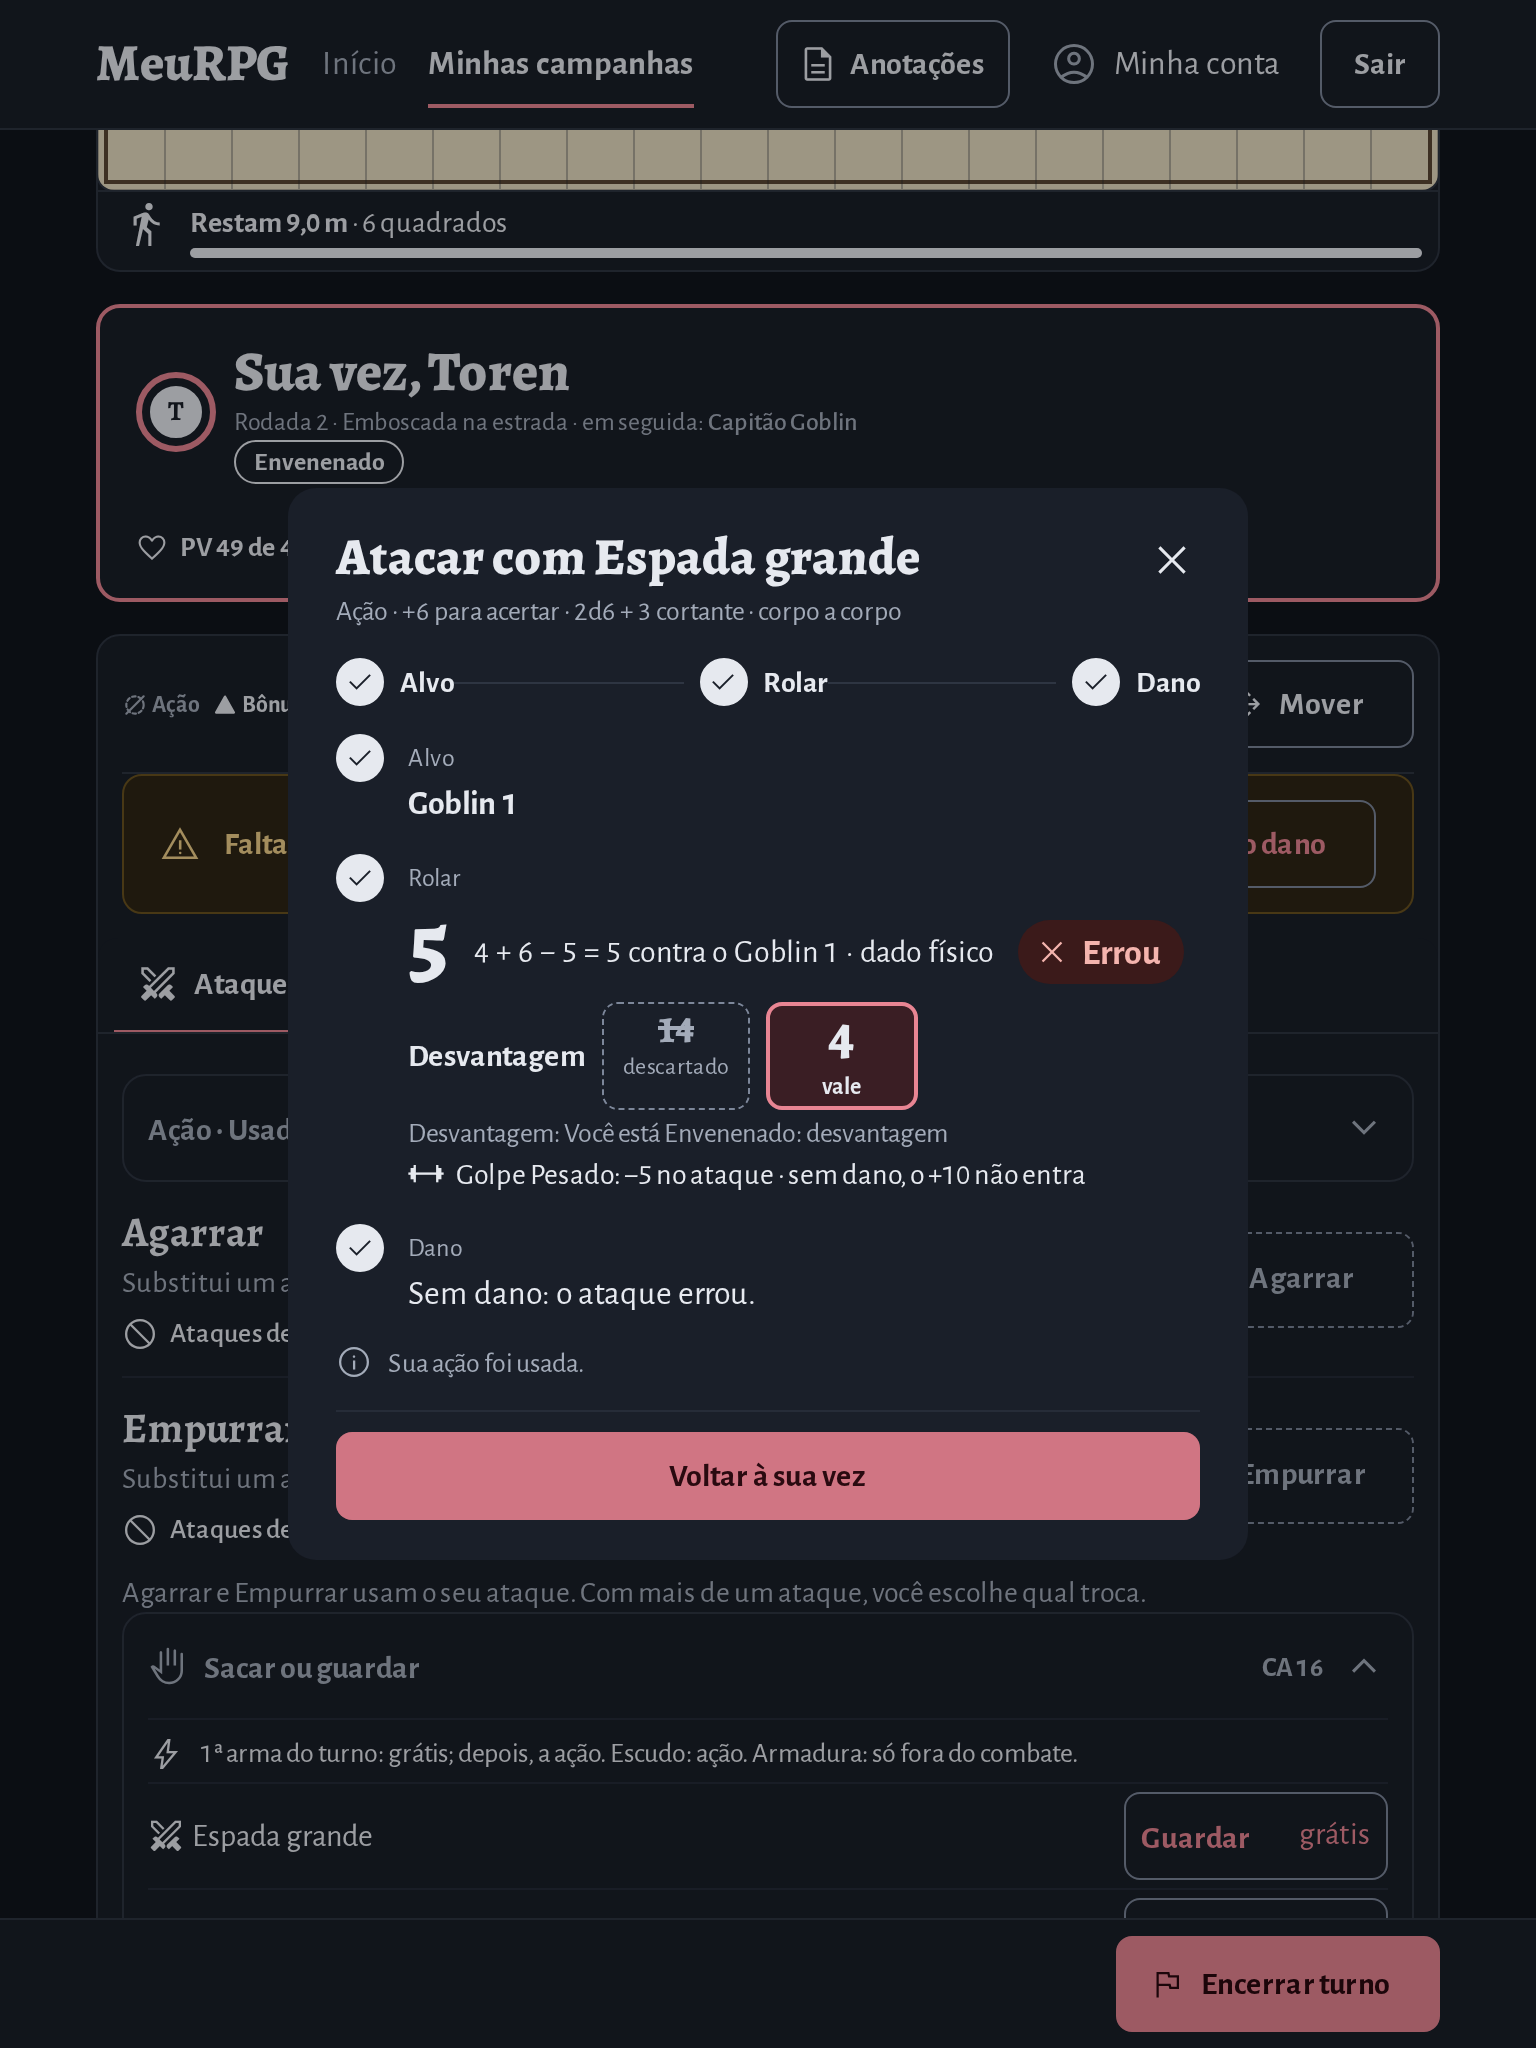 MeuRPG Início Minhas campanhas Anotações Minha conta Sair
Restam 9,0 m · 6 quadrados
T
Sua vez, Toren
Rodada 2 · Emboscada na estrada · em seguida: Capitão Goblin
Envenenado
PV 49 de
Atacar com Espada grande
Ação · +6 para acertar · 2d6 + 3 cortante · corpo a corpo
Alvo Rolar Dano
Ação
Mover
Alvo
Goblin 1
dano
Rolar
5 4 + 6 − 5 = 5 contra o Goblin 1 · dado físico Errou
Ataque
Desvantagem 14 descartado 4 vale
Desvantagem: Você está Envenenado: desvantagem
Golpe Pesado: −5 no ataque · sem dano, o +10 não entra
Ação ·
Dano
Sem dano: o ataque errou.
Agarrar
Substitui um
Ataques
Agarrar
Sua ação foi usada.
Voltar à sua vez
Substitui um
Ataques
Empurrar
Agarrar e Empurrar usam o seu ataque. Com mais de um ataque, você escolhe qual troca.
Sacar ou guardar CA 16
1ª arma do turno: grátis; depois, a ação. Escudo: ação. Armadura: só fora do combate.
Espada grande Guardar grátis
Encerrar turno